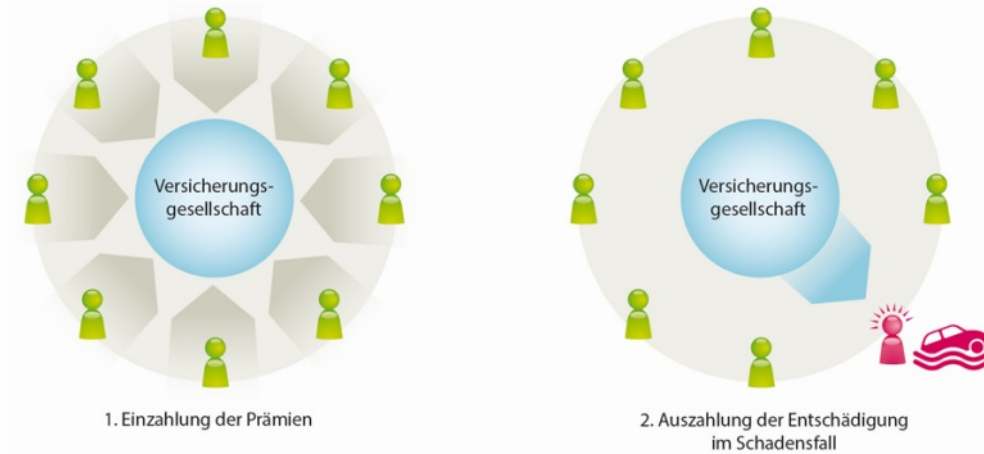 Versicherungs-
gesellschaft
1. Einzahlung der Prämien
Versicherungs-
gesellschaft
2. Auszahlung der Entschädigung
im Schadensfall